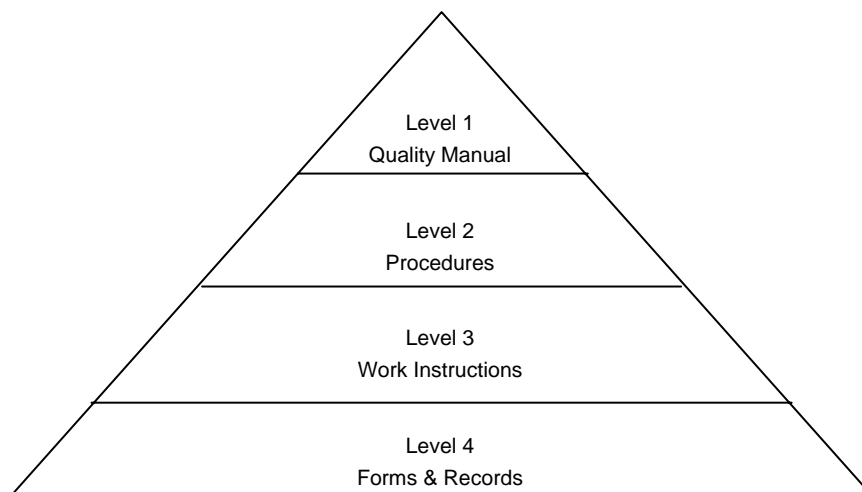 Level 1
Quality Manual
Level 2
Procedures
Level 3
Work Instructions
Level 4
Forms & Records